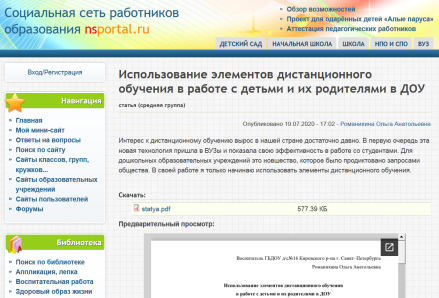 Социальная сеть работников
образования nsportal.ru
Обзор возможностей
Проект для одарённых детей «Алые паруса»
Аттестация педагогических работников
ДЕТСКИЙ САД НАЧАЛЬНАЯ ШКОЛА ШКОЛА НПО И СПО ВУЗ
Вход/Регистрация
Навигация
Главная
Мой мини-сайт
Ответы на вопросы
Поиск по сайту
Сайты классов, групп,
кружков...
Сайты образовательных
учреждений
Сайты пользователей
Форумы
Библиотека
Поиск по библиотеке
Аппликация, лепка
Воспитательная работа
Здоровый образ жизни
Использование элементов дистанционного
обучения в работе с детьми и их родителями в ДОУ
статья (средняя группа)
Опубликовано 19.07.2020 - 17:02 - Романихина Ольга Анатольевна
Интерес к дистанционному обучению вырос в нашей стране достаточно давно. В первую очередь эта
новая технология пришла в ВУЗы и показала свою эффективность в работе со студентами. Для
дошкольных образовательных учреждений это новшество, которое было продиктовано запросами
общества. В своей работе я только начинаю использовать элементы дистанционного обучения.
Скачать:
statya.pdf 577.39 КБ
Предварительный просмотр:
Воспитатель ГБДОУ д/с№16 Кировского р-на г. Санкт-Петербурга
Романихина Ольга Анатольевна
Использование элементов дистанционного обучения
в работе с детьми и их родителями в ДОУ